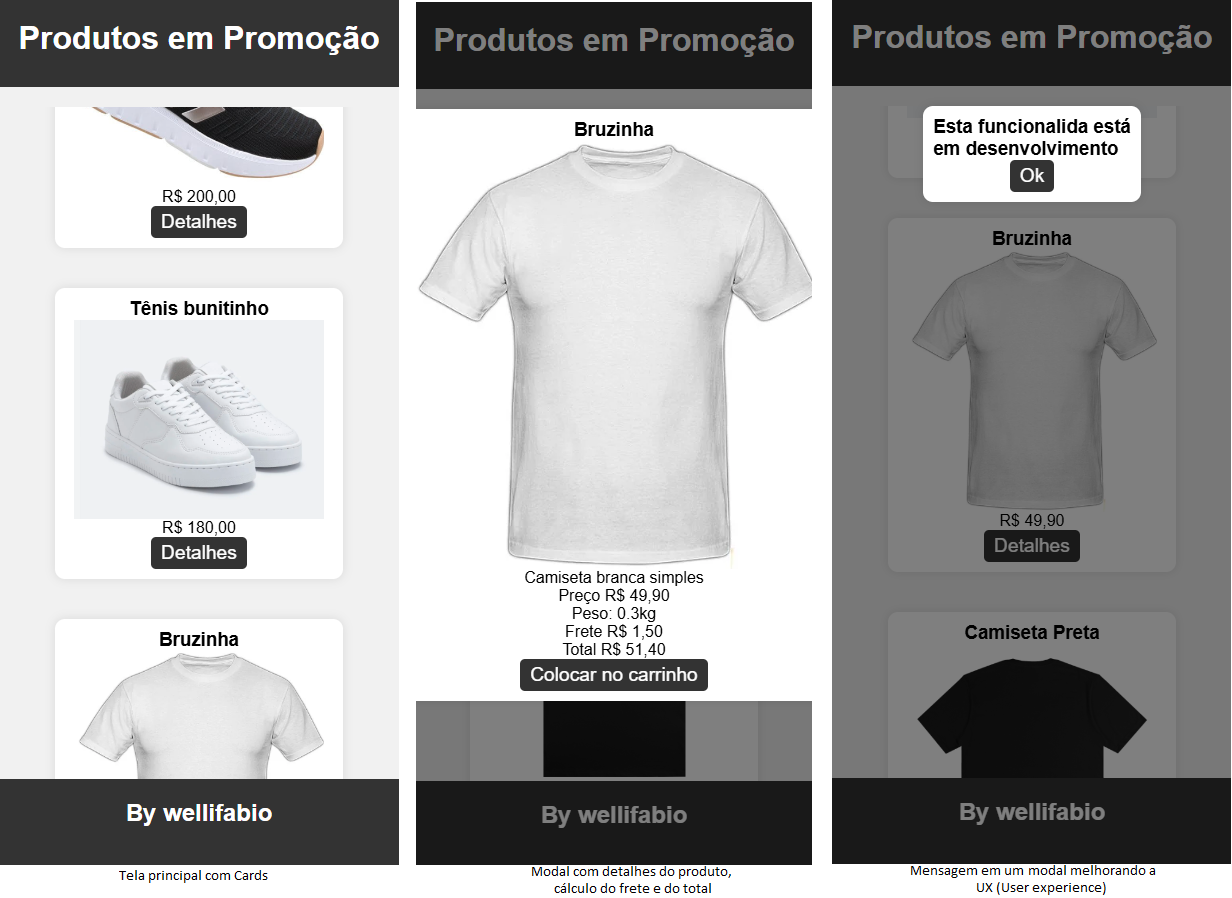 Produtos em Promoção
R$ 200,00
Detalhes
Tênis bunitinho
R$ 180,00
Detalhes
Bruzinha
By wellifabio
Tela principal com Cards
Produtos em Promoção
Bruzinha
Camiseta branca simples
Preço R$ 49,90
Peso: 0.3kg
Frete R$ 1,50
Total R$ 51,40
Colocar no carrinho
By wellifabio
Modal com detalhes do produto,
cálculo do frete e do total
Produtos em Promoção
Esta funcionalida está
em desenvolvimento
Ok
Bruzinha
R$ 49,90
Detalhes
Camiseta Preta
By wellifabio
Mensagem em um modal melhorando a
UX (User experience)